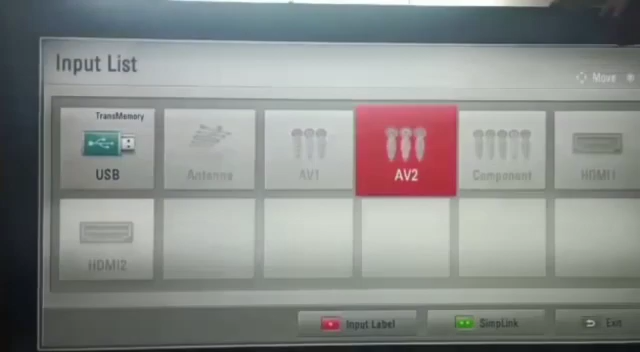 Input List
Move
TransMemory
USB
Antenna
AV1
AV2
Component
HDMI1
HDMI2
Input Label
SimpLink
Exit